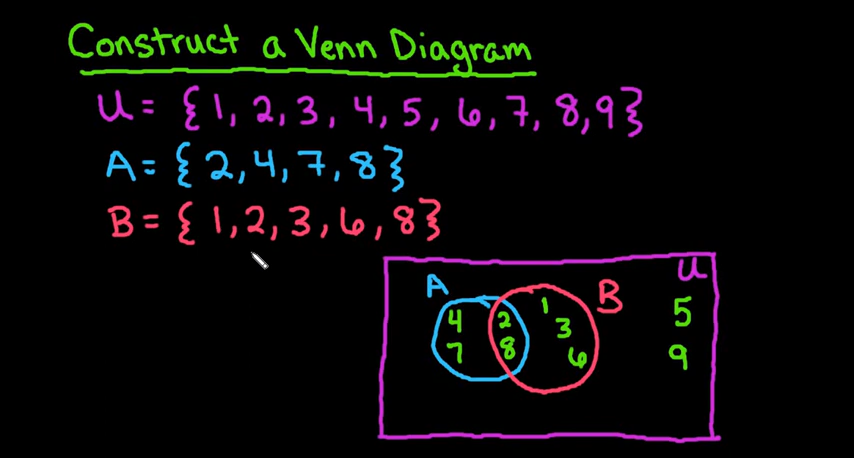 Construct a Venn Diagram
U = {1, 2, 3, 4, 5, 6, 7, 8, 9}
A = {2, 4, 7, 8}
B = {1, 2, 3, 6, 8}
U
A
B
4 2 1 5
3
7 8 6 9